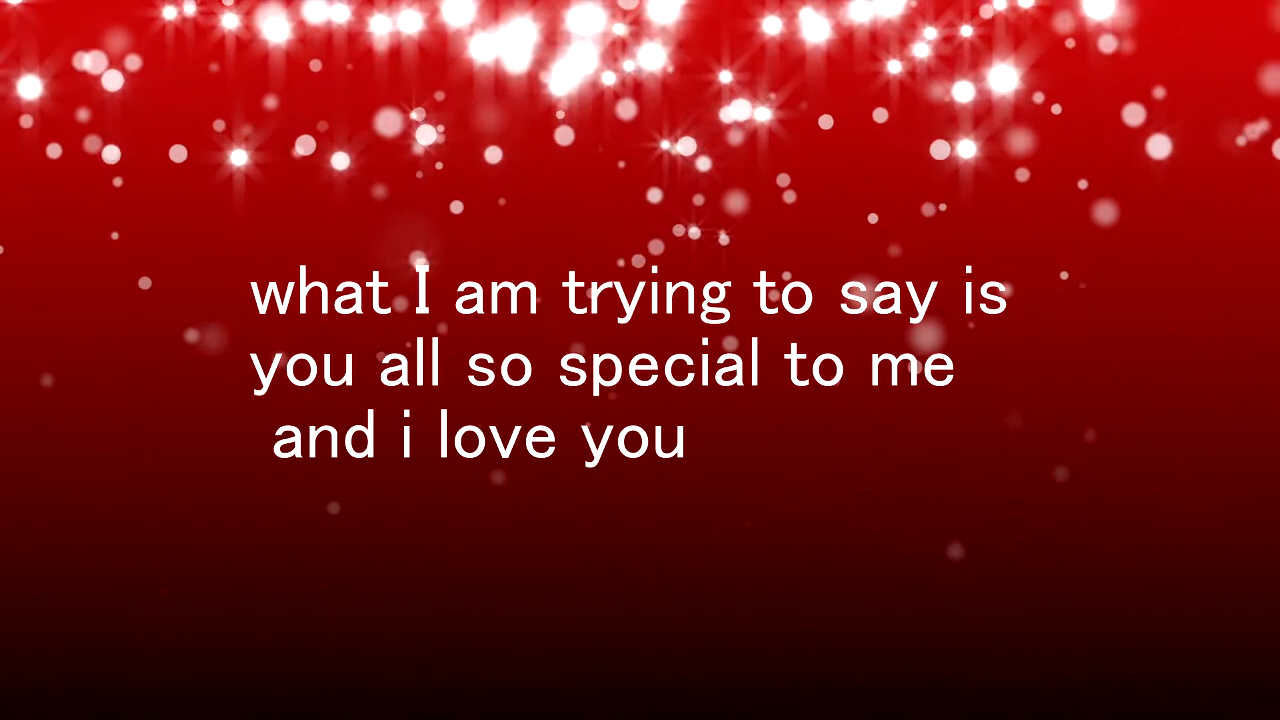 what I am trying to say is
you all so special to me
and i love you